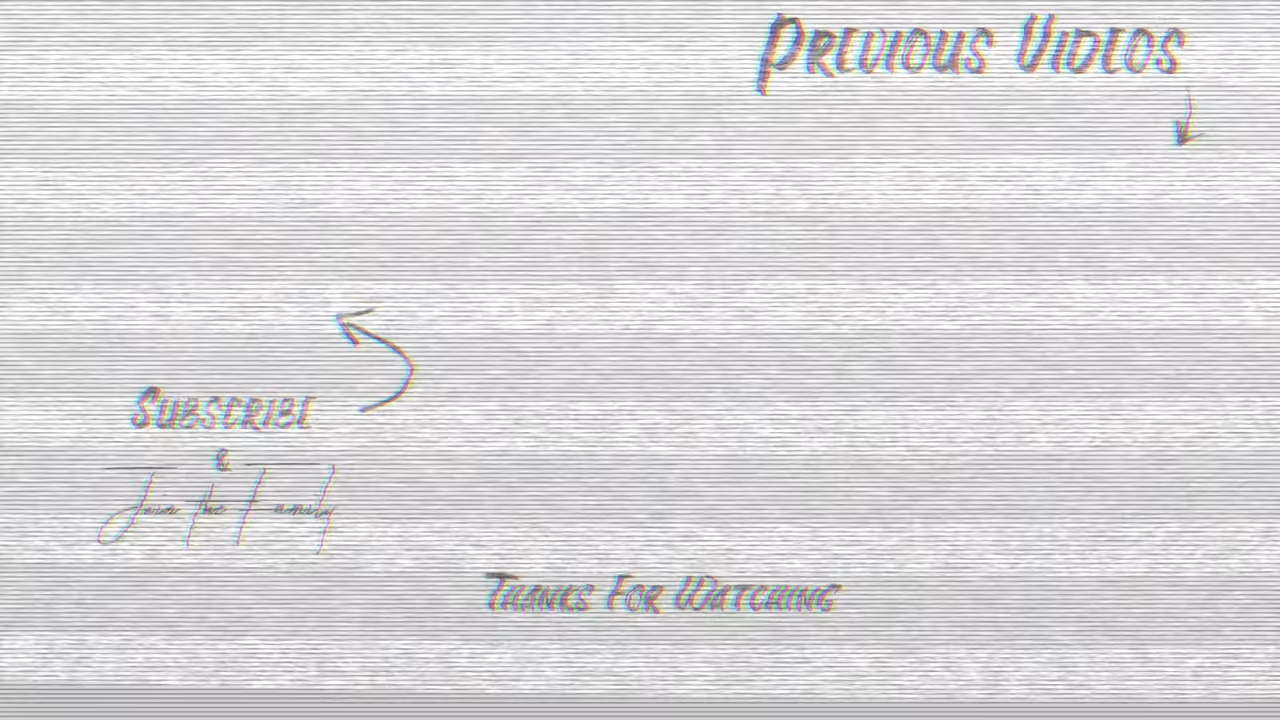 Previous Videos
Subscribe
&
Join the Family
Thanks For Watching